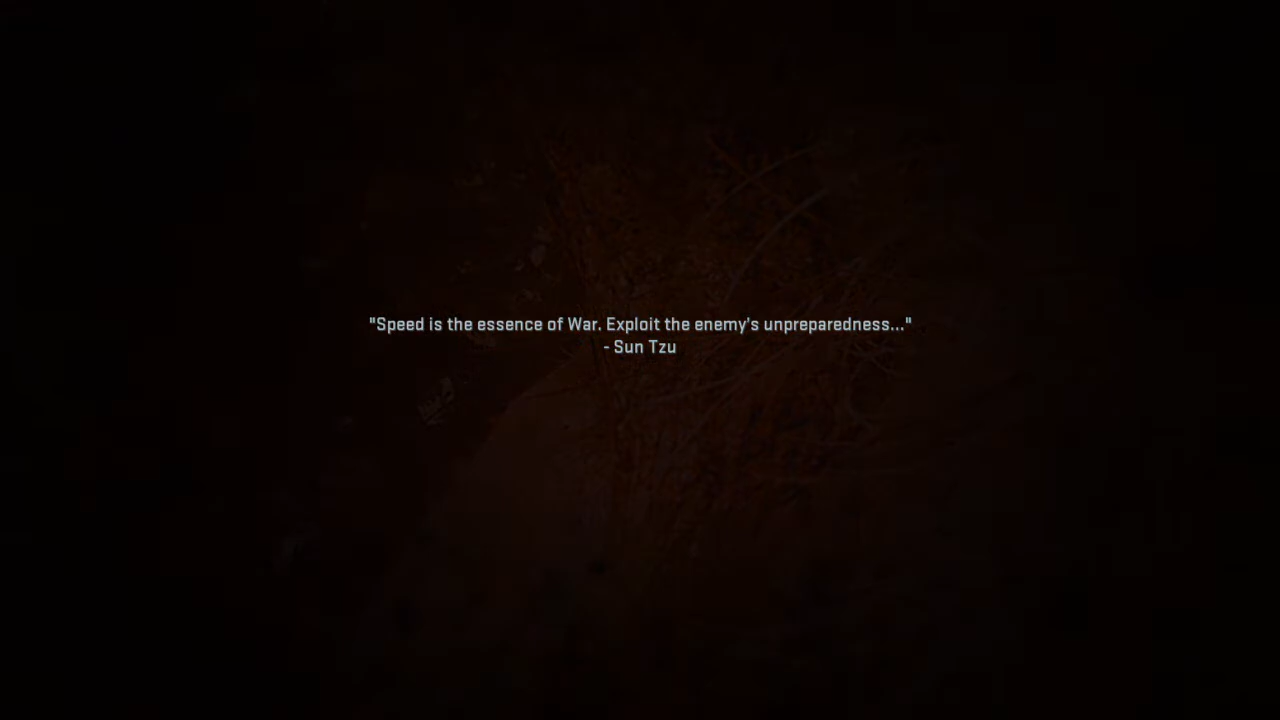 "Speed is the essence of War. Exploit the enemy's unpreparedness..."
- Sun Tzu